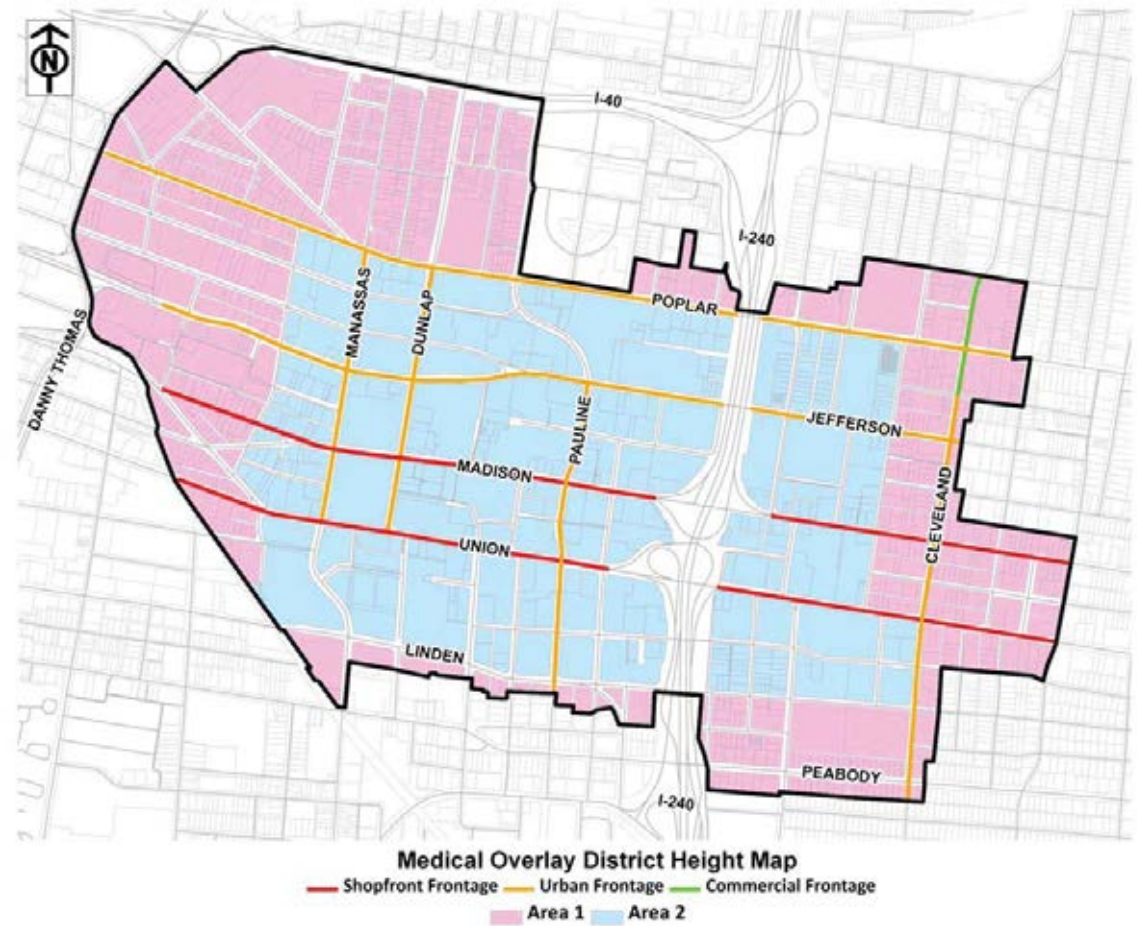 N
I-40
I-240
POPLAR
MANASSAS
DUNLAP
DANNY THOMAS
PAULINE
JEFFERSON
MADISON
CLEVELAND
UNION
LINDEN
PEABODY
I-240
Medical Overlay District Height Map
Shopfront Frontage Urban Frontage Commercial Frontage
Area 1 Area 2